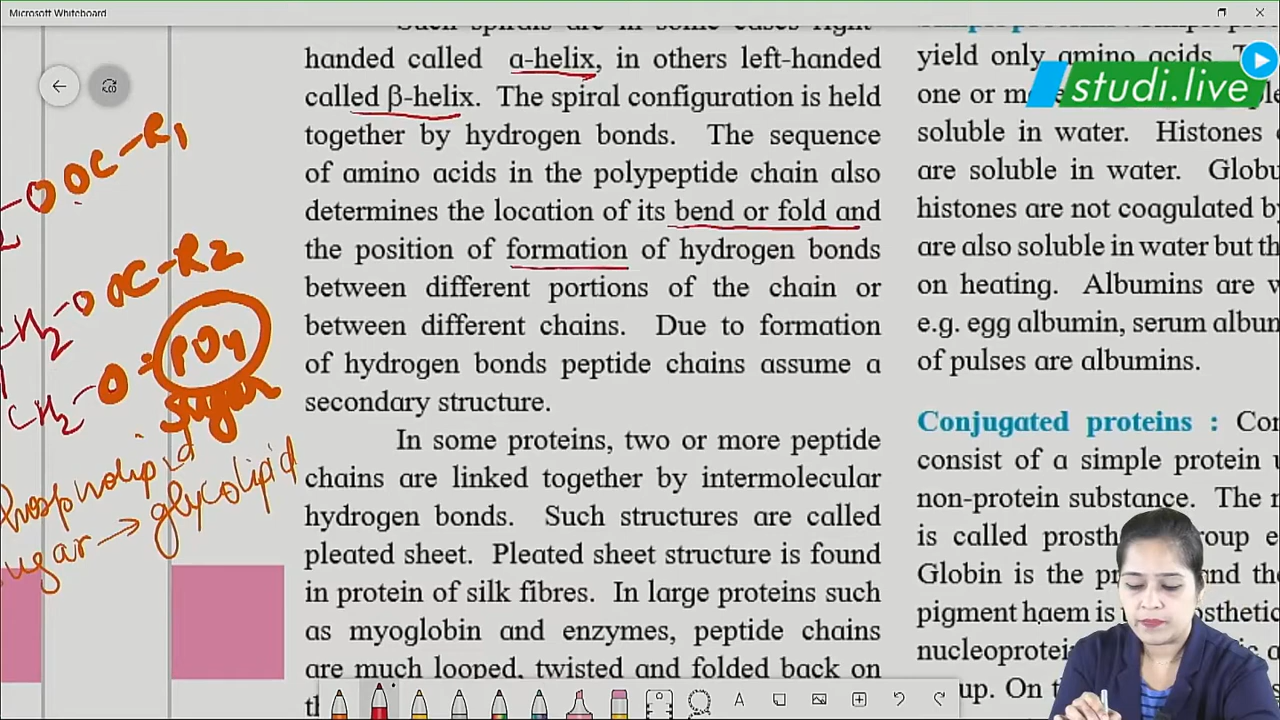 Microsoft Whiteboard
studi.live
handed called α-helix, in others left-handed
called β-helix. The spiral configuration is held
together by hydrogen bonds. The sequence
of amino acids in the polypeptide chain also
determines the location of its bend or fold and
the position of formation of hydrogen bonds
between different portions of the chain or
between different chains. Due to formation
of hydrogen bonds peptide chains assume a
secondary structure.
In some proteins, two or more peptide
chains are linked together by intermolecular
hydrogen bonds. Such structures are called
pleated sheet. Pleated sheet structure is found
in protein of silk fibres. In large proteins such
as myoglobin and enzymes, peptide chains
are much looped, twisted and folded back on
yield only amino acids.
one or
soluble in water. Histones
are soluble in water.
histones are not coagulated
are also soluble in water but
on heating. Albumins are
e.g. egg albumin, serum
of pulses are albumins.
Conjugated proteins :
consist of a simple protein
non-protein substance. The
is called
Globin is the
pigment haem is
up. On
OOC-R1
CH2-OOC-R2
CH2-O-PO4
sugar
glycolipid